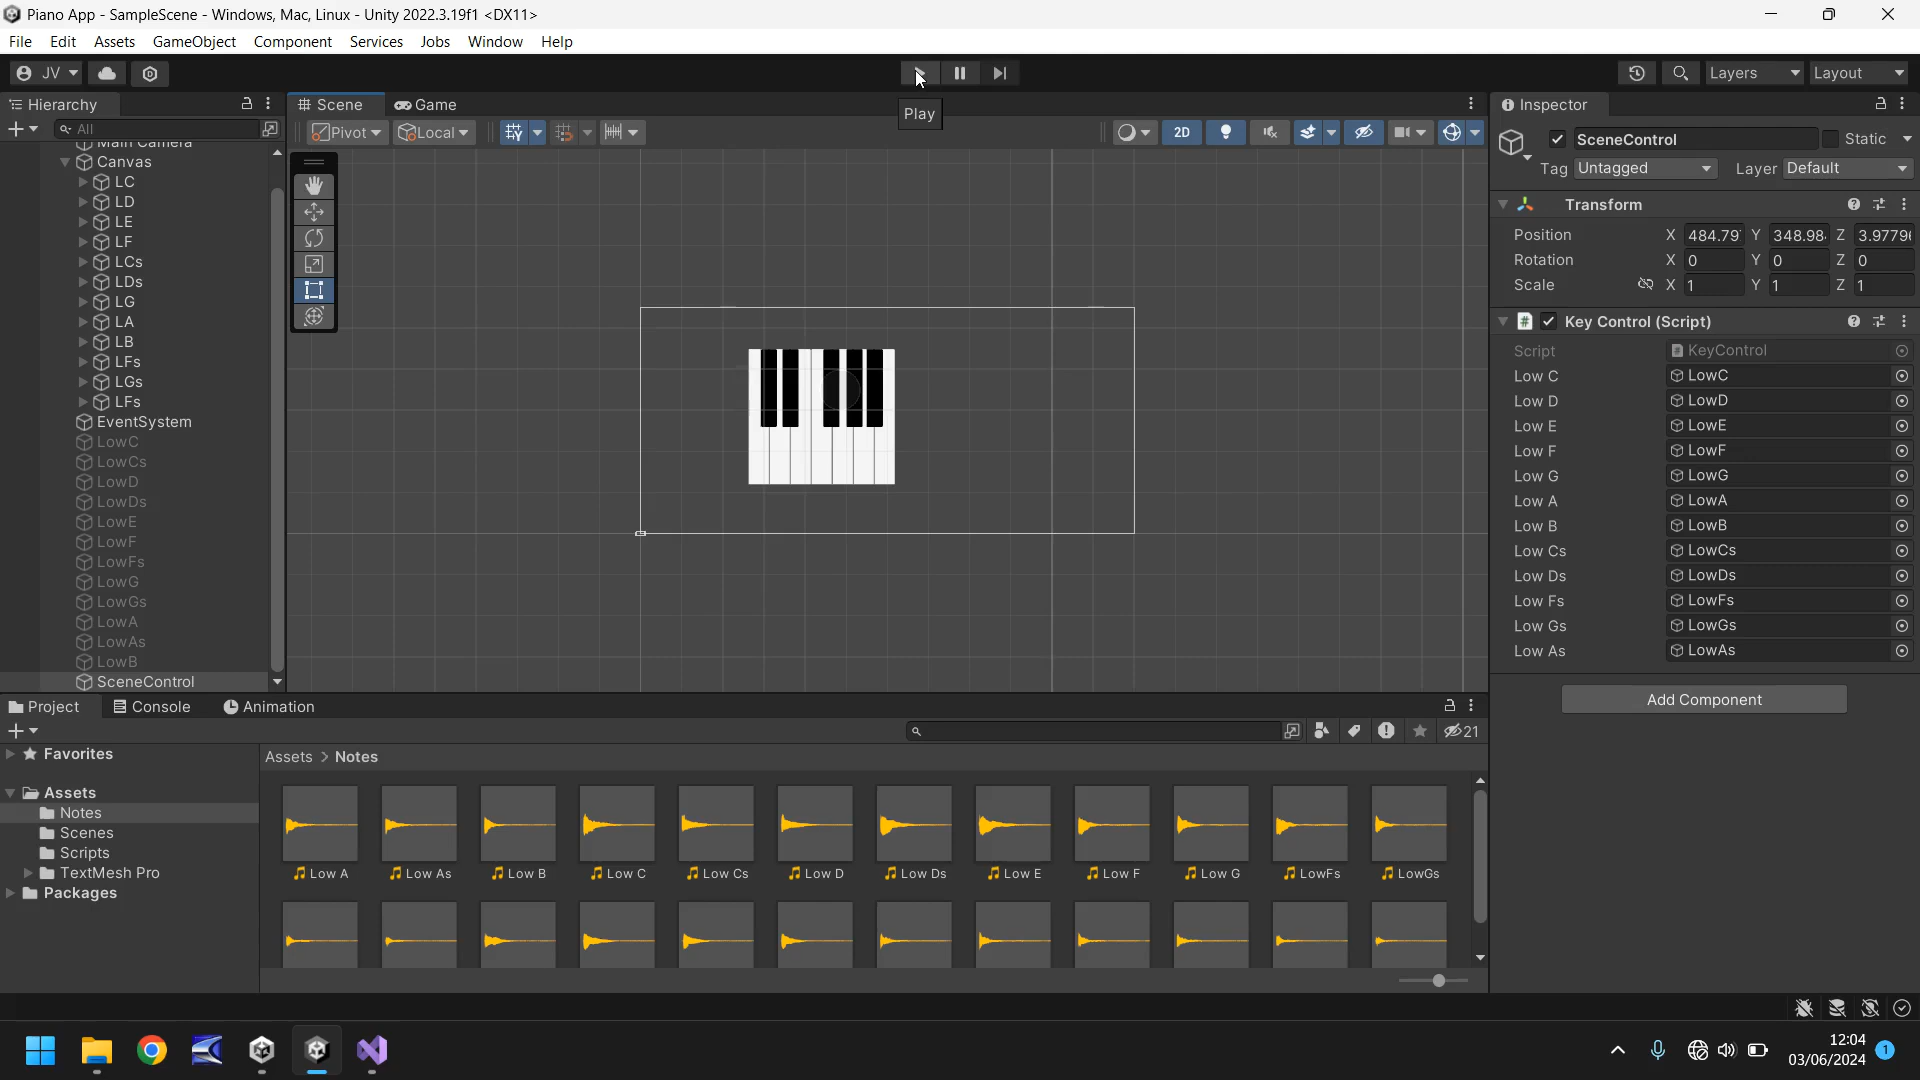 Piano App - SampleScene - Windows, Mac, Linux - Unity 2022.3.19f1 <DX11>
File Edit Assets GameObject Component Services Jobs Window Help
JV
Layers Layout
Play
Hierarchy
All
Main Camera
Canvas
LC
LD
LE
LF
LCs
LDs
LG
LA
LB
LFs
LGs
LFs
EventSystem
LowC
LowCs
LowD
LowDs
LowE
LowF
LowFs
LowG
LowGs
LowA
LowAs
LowB
SceneControl
Scene Game
Pivot Local
2D
Inspector
SceneControl Static
Tag Untagged Layer Default
Transform
Position X 484.79 Y 348.98 Z 3.9779
Rotation X 0 Y 0 Z 0
Scale X 1 Y 1 Z 1
Key Control (Script)
Script KeyControl
Low C LowC
Low D LowD
Low E LowE
Low F LowF
Low G LowG
Low A LowA
Low B LowB
Low Cs LowCs
Low Ds LowDs
Low Fs LowFs
Low Gs LowGs
Low As LowAs
Add Component
Project Console Animation
21
Favorites
Assets
Notes
Scenes
Scripts
TextMesh Pro
Packages
Assets > Notes
Low A Low As Low B Low C Low Cs Low D Low Ds Low E Low F Low G LowFs LowGs
12:04
03/06/2024
1